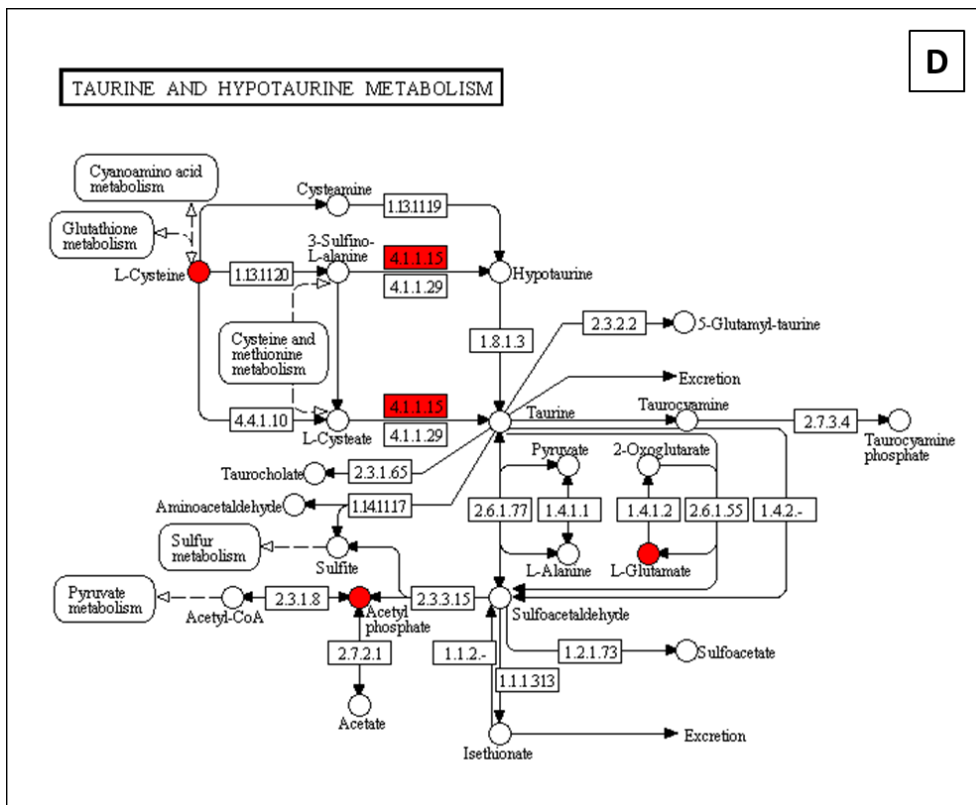 D
TAURINE AND HYPOTAURINE METABOLISM
Cyanoamino acid
metabolism
Glutathione
metabolism
L-Cysteine
Cysteamine
1.13.1119
3-Sulfino-
L-alanine
1.13.1120
4.1.1.15
4.1.1.29
Hypotaurine
Cysteine and
methionine
metabolism
1.8.1.3
2.3.2.2
5-Glutamyl-taurine
Excretion
4.4.1.10
L-Cysteate
4.1.1.15
4.1.1.29
Taurine
Taurocyamine
2.7.3.4
Taurocyamine
phosphate
Taurocholate
2.3.1.65
Pyruvate
2-Oxoglutarate
Aminoacetaldehyde
1.14.1117
2.6.1.77
1.4.1.1
1.4.1.2
2.6.1.55
1.4.2.-
Sulfur
metabolism
Sulfite
L-Alanine
L-Glutamate
Pyruvate
metabolism
Acetyl-CoA
2.3.1.8
Acetyl
phosphate
2.3.3.15
Sulfoacetaldehyde
2.7.2.1
1.1.2.-
1.2.1.73
Sulfoacetate
1.1.1.313
Acetate
Isethionate
Excretion